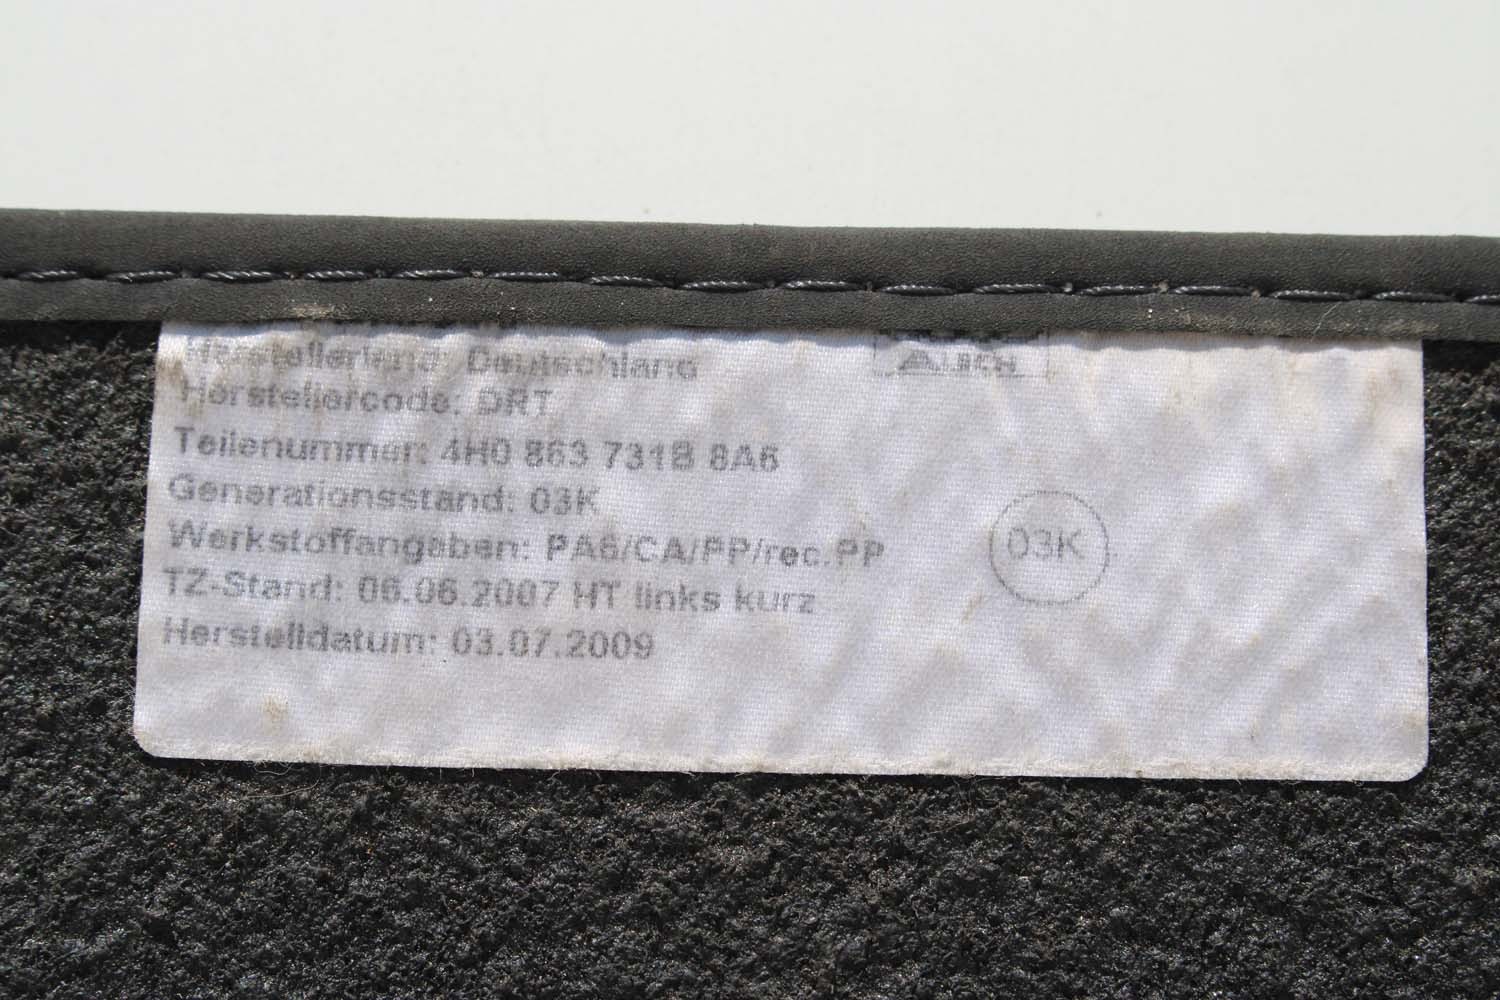 Herstellerland: Deutschland
Herstellercode: DRT
Teilenummer: 4H0 863 731B 8A6
Generationsstand: 03K
Werkstoffangaben: PA6/CA/PP/rec.PP
03K
TZ-Stand: 06.06.2007 HT links kurz
Herstelldatum: 03.07.2009